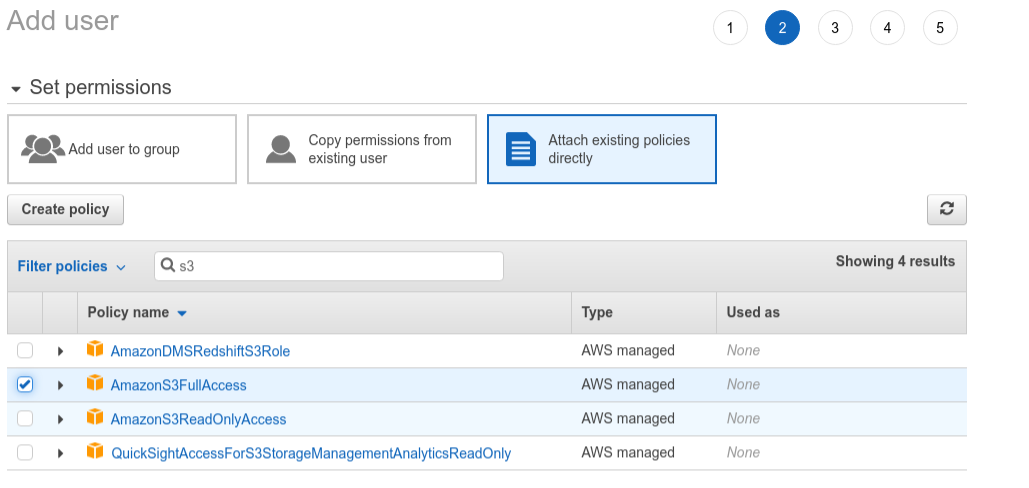 Add user
1 2 3 4 5
Set permissions
Add user to group
Copy permissions from
existing user
Attach existing policies
directly
Create policy
Filter policies
s3
Showing 4 results
Policy name Type Used as
AmazonDMSRedshiftS3Role AWS managed None
AmazonS3FullAccess AWS managed None
AmazonS3ReadOnlyAccess AWS managed None
QuickSightAccessForS3StorageManagementAnalyticsReadOnly AWS managed None